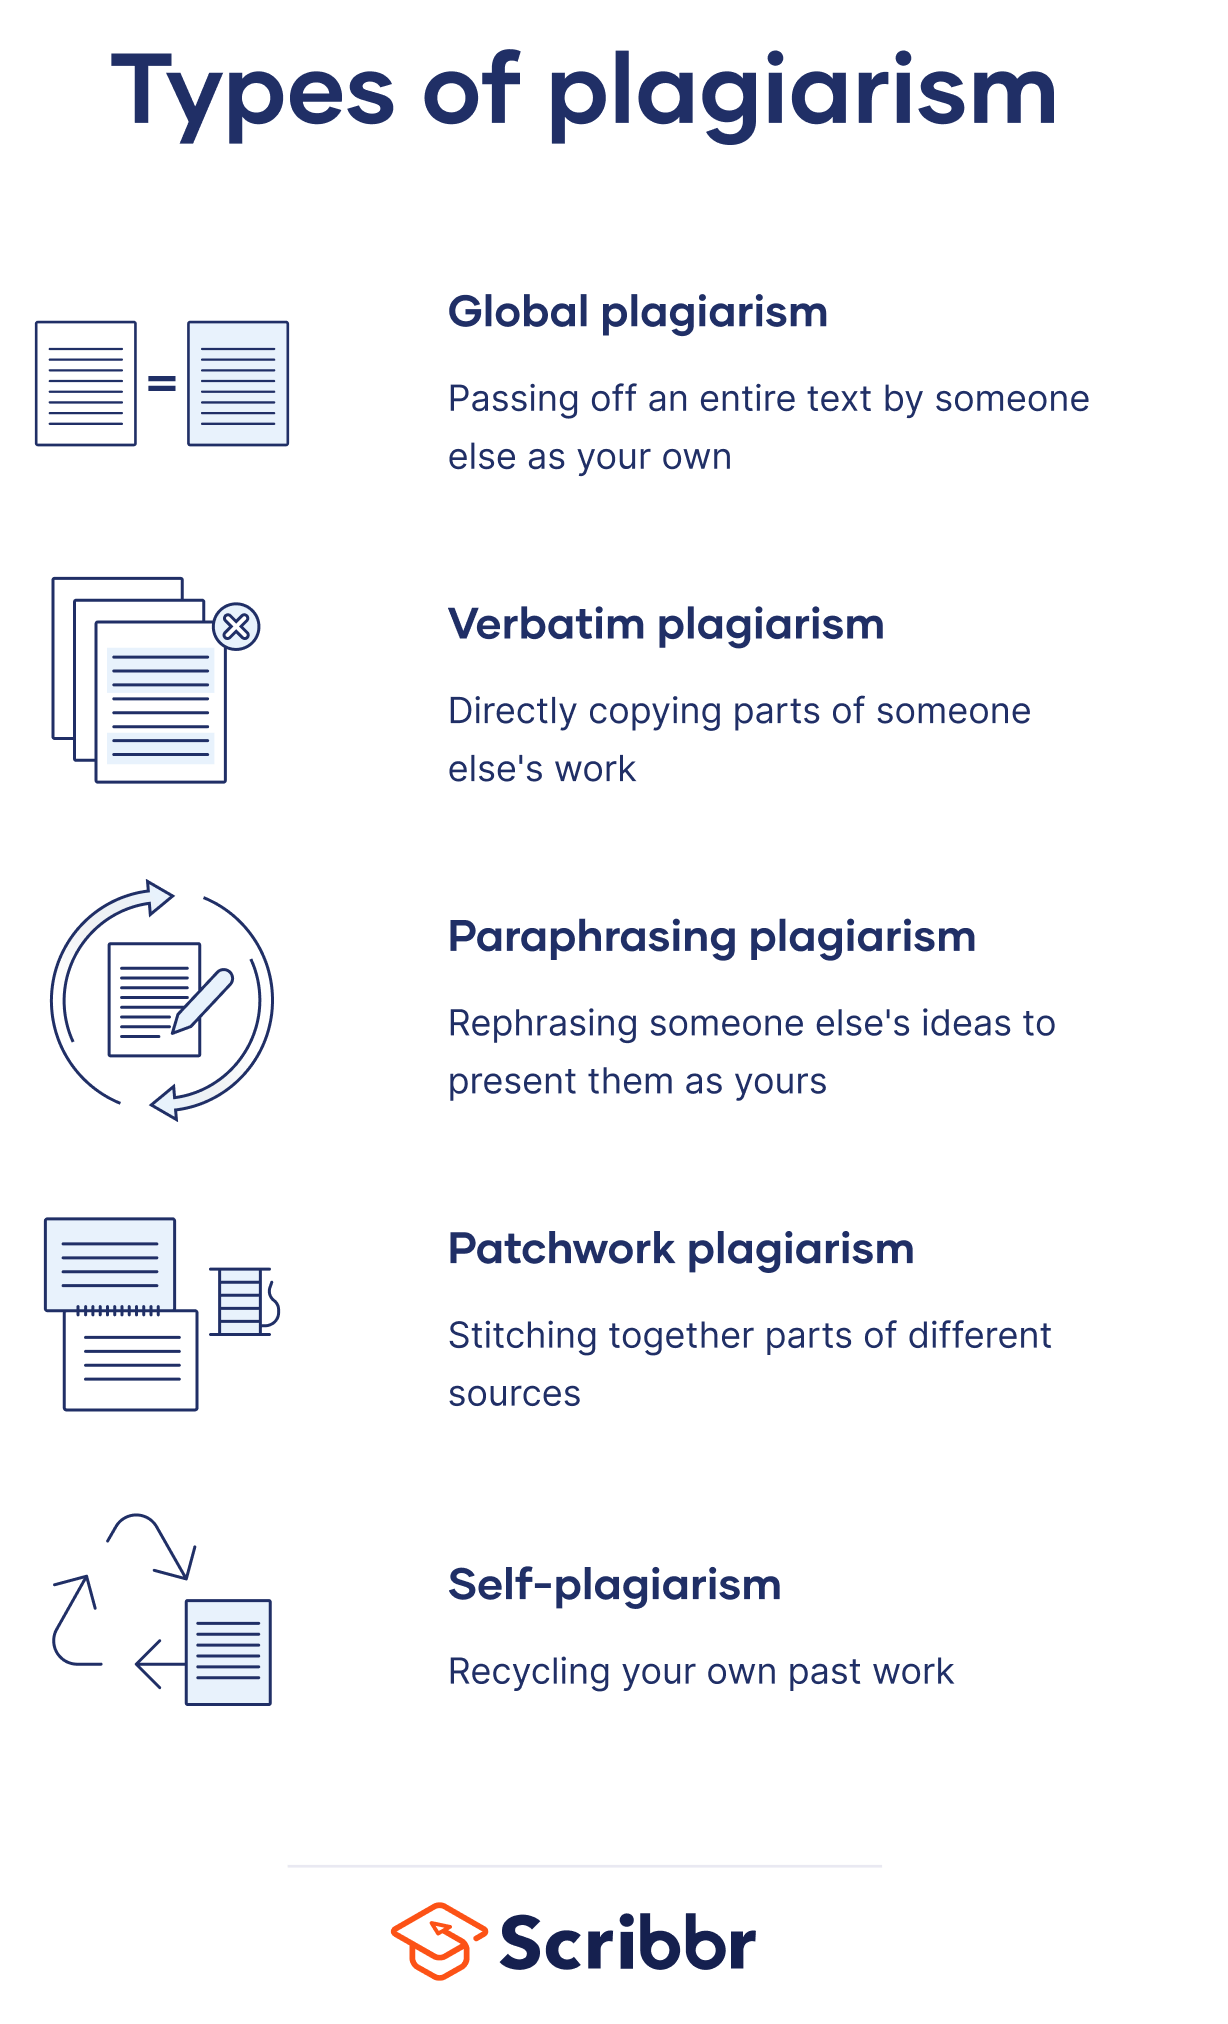 Types of plagiarism
Global plagiarism
Passing off an entire text by someone
else as your own
Verbatim plagiarism
Directly copying parts of someone
else's work
Paraphrasing plagiarism
Rephrasing someone else's ideas to
present them as yours
Patchwork plagiarism
Stitching together parts of different
sources
Self-plagiarism
Recycling your own past work
Scribbr